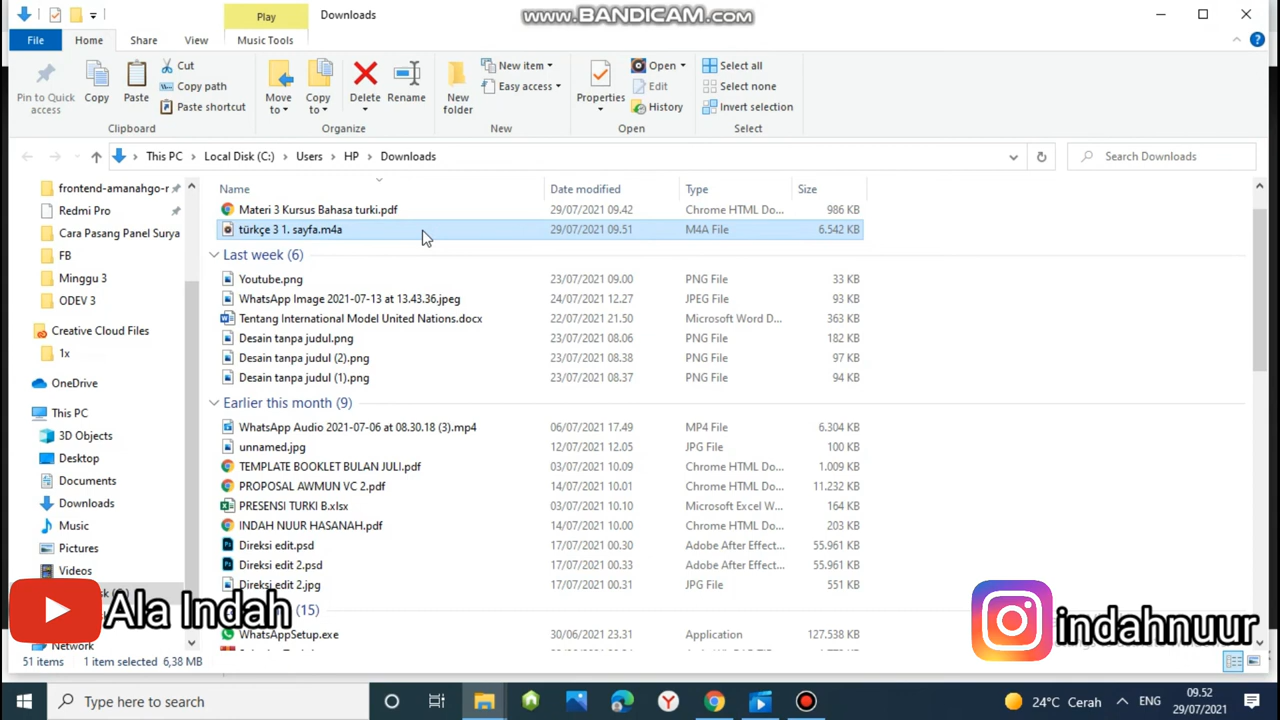 Play
Downloads
www.BANDICAM.com
File
Home
Share
View
Music Tools
Pin to Quick access
Copy
Paste
Cut
Copy path
Paste shortcut
Clipboard
Move to
Copy to
Delete
Rename
Organize
New folder
New item
Easy access
New
Properties
Open
Edit
History
Open
Select all
Select none
Invert selection
Select
This PC > Local Disk (C:) > Users > HP > Downloads
Search Downloads
frontend-amanahgo-r
Redmi Pro
Cara Pasang Panel Surya
FB
Minggu 3
ODEV 3
Creative Cloud Files
1x
OneDrive
This PC
3D Objects
Desktop
Documents
Downloads
Music
Pictures
Videos
Network
Name Date modified Type Size
Materi 3 Kursus Bahasa turki.pdf 29/07/2021 09.42 Chrome HTML Do... 986 KB
türkçe 3 1. sayfa.m4a 29/07/2021 09.51 M4A File 6.542 KB
Last week (6)
Youtube.png 23/07/2021 09.00 PNG File 33 KB
WhatsApp Image 2021-07-13 at 13.43.36.jpeg 24/07/2021 12.27 JPEG File 93 KB
Tentang International Model United Nations.docx 22/07/2021 21.50 Microsoft Word D... 363 KB
Desain tanpa judul.png 23/07/2021 08.06 PNG File 182 KB
Desain tanpa judul (2).png 23/07/2021 08.38 PNG File 97 KB
Desain tanpa judul (1).png 23/07/2021 08.37 PNG File 94 KB
Earlier this month (9)
WhatsApp Audio 2021-07-06 at 08.30.18 (3).mp4 06/07/2021 17.49 MP4 File 6.304 KB
unnamed.jpg 12/07/2021 12.05 JPG File 100 KB
TEMPLATE BOOKLET BULAN JULI.pdf 03/07/2021 10.09 Chrome HTML Do... 1.009 KB
PROPOSAL AWMUN VC 2.pdf 14/07/2021 10.01 Chrome HTML Do... 11.232 KB
PRESENSI TURKI B.xlsx 03/07/2021 10.10 Microsoft Excel W... 164 KB
INDAH NUUR HASANAH.pdf 14/07/2021 10.00 Chrome HTML Do... 203 KB
Direksi edit.psd 17/07/2021 00.30 Adobe After Effect... 55.961 KB
Direksi edit 2.psd 17/07/2021 00.33 Adobe After Effect... 55.961 KB
Direksi edit 2.jpg 17/07/2021 00.31 JPG File 551 KB
(15)
WhatsAppSetup.exe 30/06/2021 23.31 Application 127.538 KB
Ala Indah
indahnuur
51 items 1 item selected 6,38 MB
Type here to search
24°C Cerah
ENG
09.52
29/07/2021